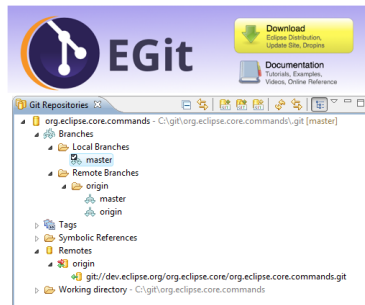 EGit
Download
Eclipse Distribution,
Update Site, Dropins
Documentation
Tutorials, Examples,
Videos, Online Reference
Git Repositories
org.eclipse.core.commands - C:\git\org.eclipse.core.commands\.git [master]
Branches
Local Branches
master
Remote Branches
origin
master
origin
Tags
Symbolic References
Remotes
origin
git://dev.eclipse.org/org.eclipse.core/org.eclipse.core.commands.git
Working directory - C:\git\org.eclipse.core.commands